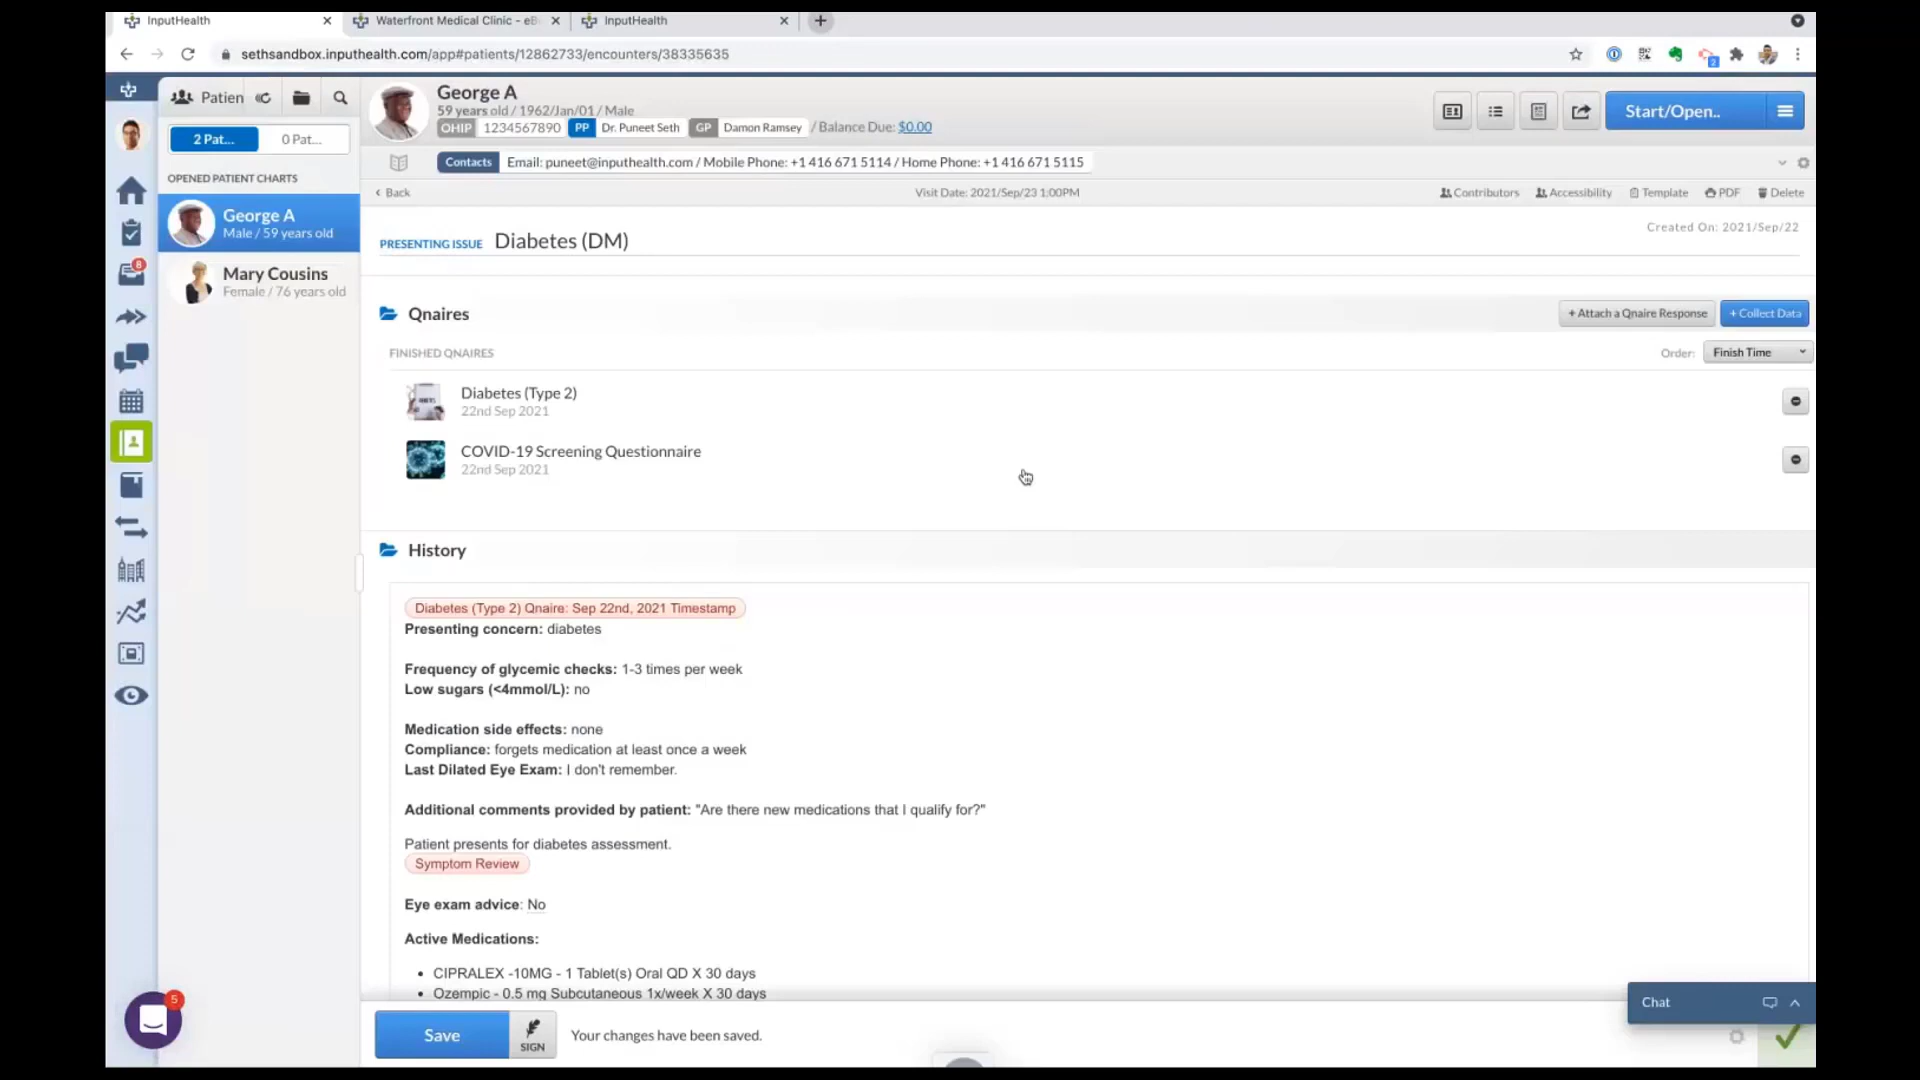 InputHealth
Waterfront Medical Clinic - eB
InputHealth
sethsandbox.inputhealth.com/app#patients/12862733/encounters/38335635
2
Patien
George A
59 years old / 1962/Jan/01 / Male
OHIP 1234567890 PP Dr. Puneet Seth GP Damon Ramsey / Balance Due: $0.00
Start/Open..
2 Pat...
0 Pat...
Contacts Email: puneet@inputhealth.com / Mobile Phone: +1 416 671 5114 / Home Phone: +1 416 671 5115
OPENED PATIENT CHARTS
Back
Visit Date: 2021/Sep/23 1:00PM
Contributors
Accessibility
Template
PDF
Delete
George A
Male / 59 years old
Created On: 2021/Sep/22
PRESENTING ISSUE Diabetes (DM)
8
Mary Cousins
Female / 76 years old
Qnaires
+ Attach a Qnaire Response
+ Collect Data
FINISHED QNAIRES
Order: Finish Time
Diabetes (Type 2)
22nd Sep 2021
COVID-19 Screening Questionnaire
22nd Sep 2021
History
Diabetes (Type 2) Qnaire: Sep 22nd, 2021 Timestamp
Presenting concern: diabetes
Frequency of glycemic checks: 1-3 times per week
Low sugars (<4mmol/L): no
Medication side effects: none
Compliance: forgets medication at least once a week
Last Dilated Eye Exam: I don't remember.
Additional comments provided by patient: "Are there new medications that I qualify for?"
Patient presents for diabetes assessment.
Symptom Review
Eye exam advice: No
Active Medications:
• CIPRALEX -10MG - 1 Tablet(s) Oral QD X 30 days
• Ozempic - 0.5 mg Subcutaneous 1x/week X 30 days
5
Save
SIGN
Your changes have been saved.
Chat